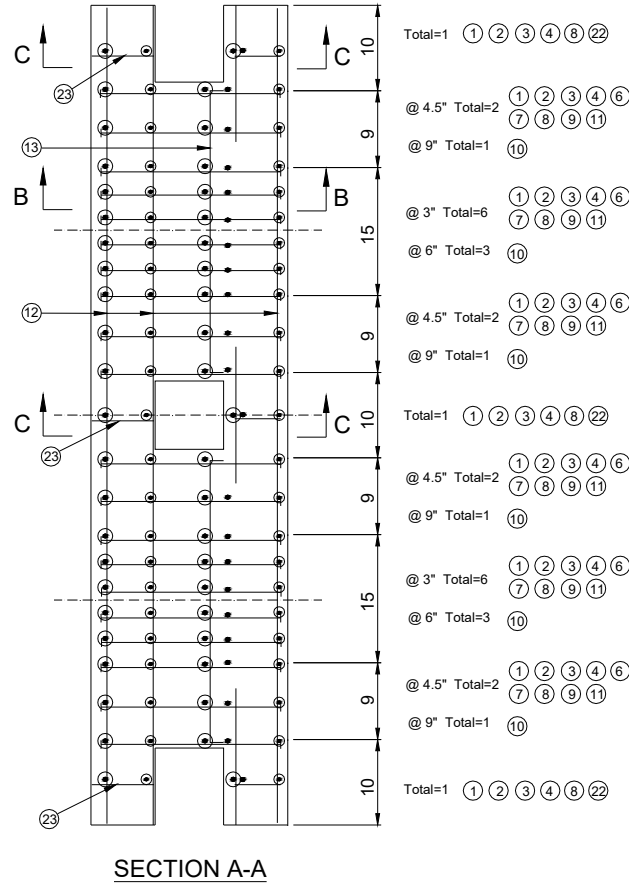 C
C
10
Total=1 1 2 3 4 8 22
23
@ 4.5" Total=2 1 2 3 4 6
7 8 9 11
9
13
@ 9" Total=1 10
B
B
@ 3" Total=6 1 2 3 4 6
7 8 9 11
15
@ 6" Total=3 10
12
@ 4.5" Total=2 1 2 3 4 6
7 8 9 11
9
@ 9" Total=1 10
C
C
10
Total=1 1 2 3 4 8 22
23
@ 4.5" Total=2 1 2 3 4 6
7 8 9 11
9
@ 9" Total=1 10
@ 3" Total=6 1 2 3 4 6
7 8 9 11
15
@ 6" Total=3 10
@ 4.5" Total=2 1 2 3 4 6
7 8 9 11
9
@ 9" Total=1 10
10
Total=1 1 2 3 4 8 22
23
SECTION A-A